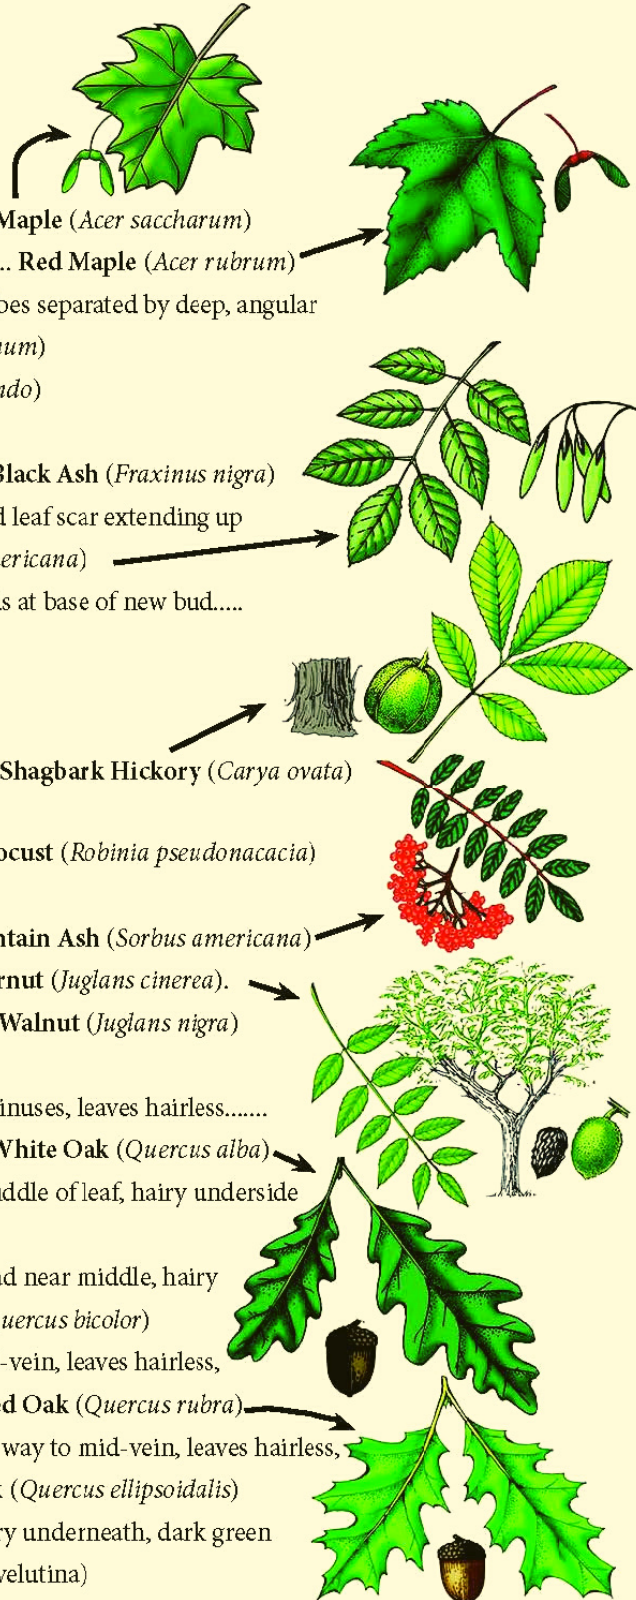 Maple (Acer saccharum)
... Red Maple (Acer rubrum)
bes separated by deep, angular
num)
ndo)
Black Ash (Fraxinus nigra)
d leaf scar extending up
ericana)
s at base of new bud.....
Shagbark Hickory (Carya ovata)
ocust (Robinia pseudonacacia)
ntain Ash (Sorbus americana)
rnut (Juglans cinerea).
Walnut (Juglans nigra)
inuses, leaves hairless.......
White Oak (Quercus alba)
ddle of leaf, hairy underside
d near middle, hairy
uercus bicolor)
-vein, leaves hairless,
ed Oak (Quercus rubra)
way to mid-vein, leaves hairless,
k (Quercus ellipsoidalis)
ry underneath, dark green
velutina)